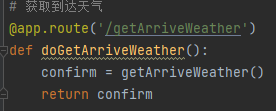 # 获取到达天气
@app.route('/getArriveWeather')
def doGetArriveWeather():
    confirm = getArriveWeather()
    return confirm